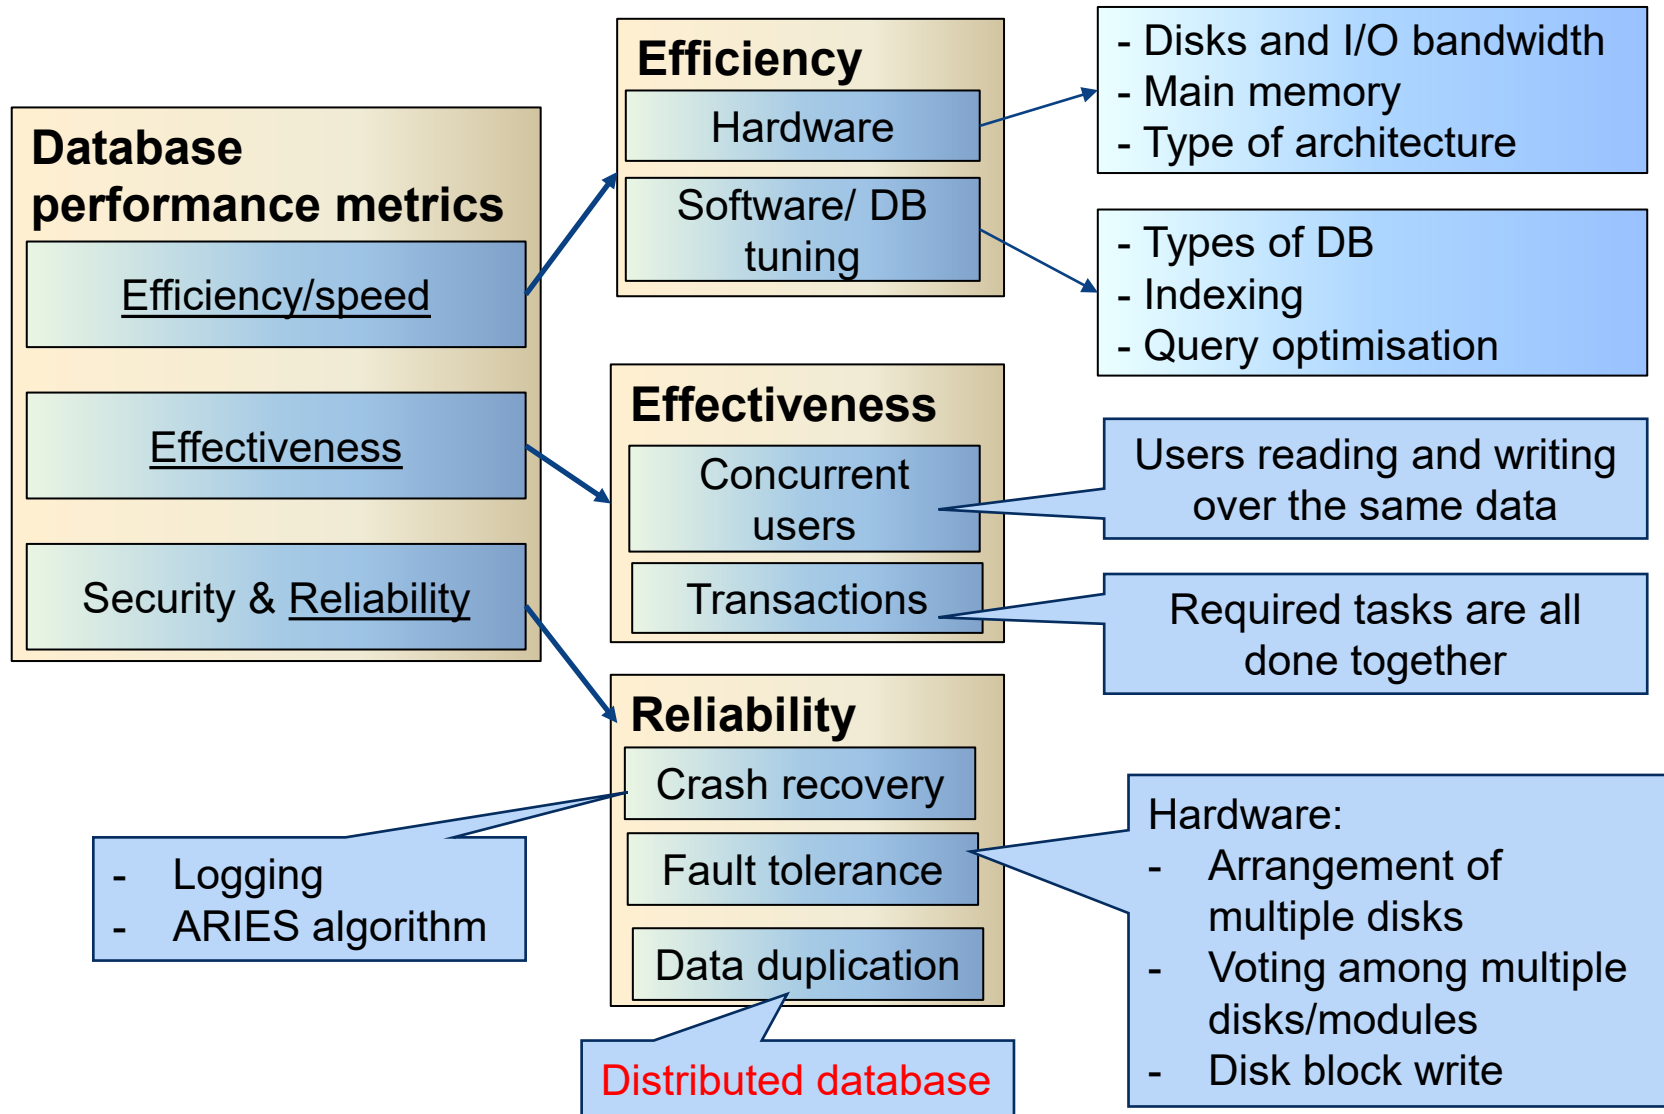 Database
performance metrics
Efficiency/speed
Effectiveness
Security & Reliability
Efficiency
Hardware
Software/ DB
tuning
- Disks and I/O bandwidth
- Main memory
- Type of architecture
- Types of DB
- Indexing
- Query optimisation
Effectiveness
Concurrent
users
Transactions
Users reading and writing
over the same data
Required tasks are all
done together
Reliability
Crash recovery
Fault tolerance
Data duplication
- Logging
- ARIES algorithm
Hardware:
- Arrangement of
multiple disks
- Voting among multiple
disks/modules
- Disk block write
Distributed database